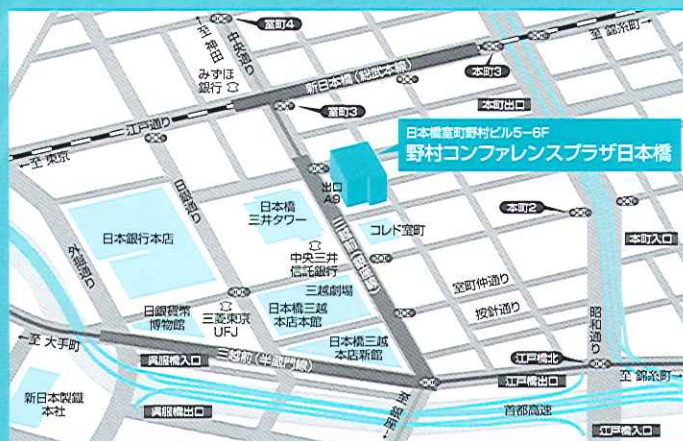 室町4
至 神田
中央通り
至 錦糸町
みずほ
銀行
新日本橋(総武本線)
本町3
室町3
本町出口
江戸通り
至 東京
日本橋室町野村ビル5-6F
野村コンファレンスプラザ日本橋
出口
A9
日銀通り
日本橋
三井タワー
三越前(銀座線)
コレド室町
本町2
本町入口
日本銀行本店
外堀通り
中央三井
信託銀行
室町仲通り
三越劇場
按針通り
日銀貨幣
博物館
三菱東京
UFJ
日本橋三越
本店本館
昭和通り
至 大手町
日本橋三越
本店新館
三越前(半蔵門線)
呉服橋入口
江戸橋北
江戸橋出口
至 錦糸町
新日本製鐵
本社
呉服橋出口
至 銀座
首都高速
江戸橋入口